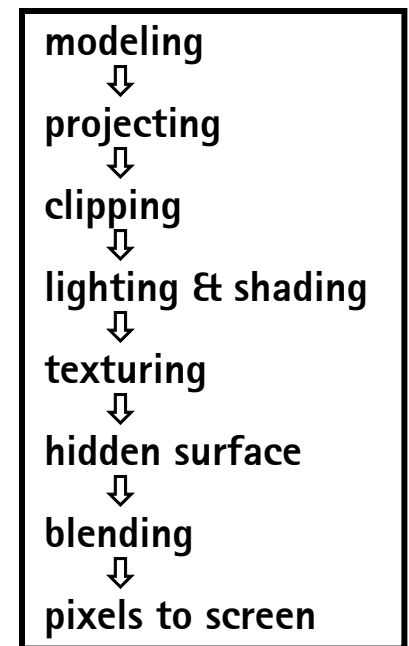 modeling
projecting
clipping
lighting & shading
texturing
hidden surface
blending
pixels to screen